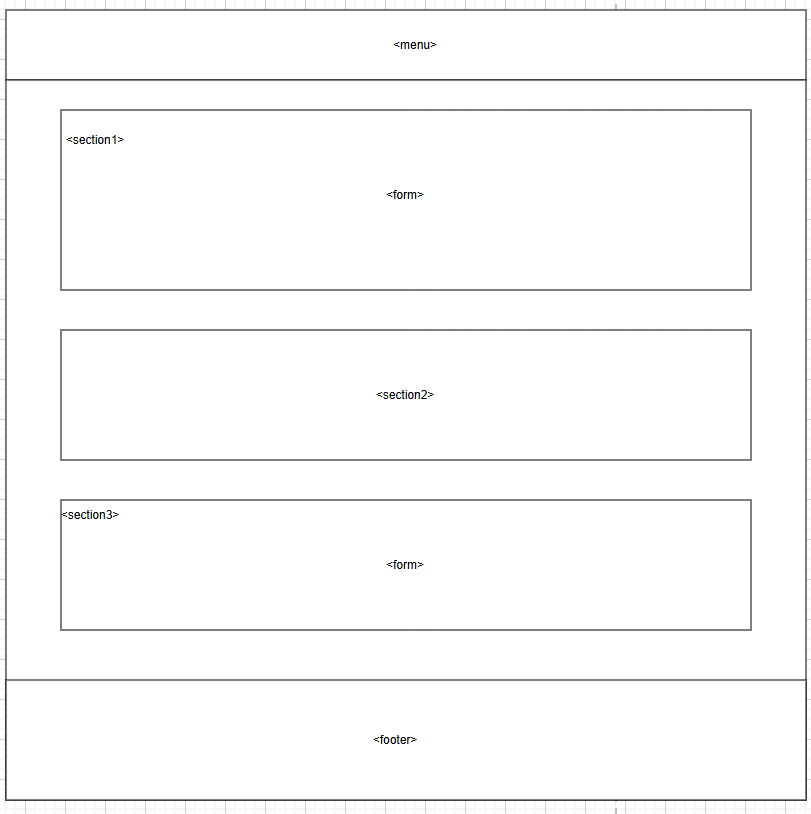 <menu>
<section1>
<form>
<section2>
<section3>
<form>
<footer>